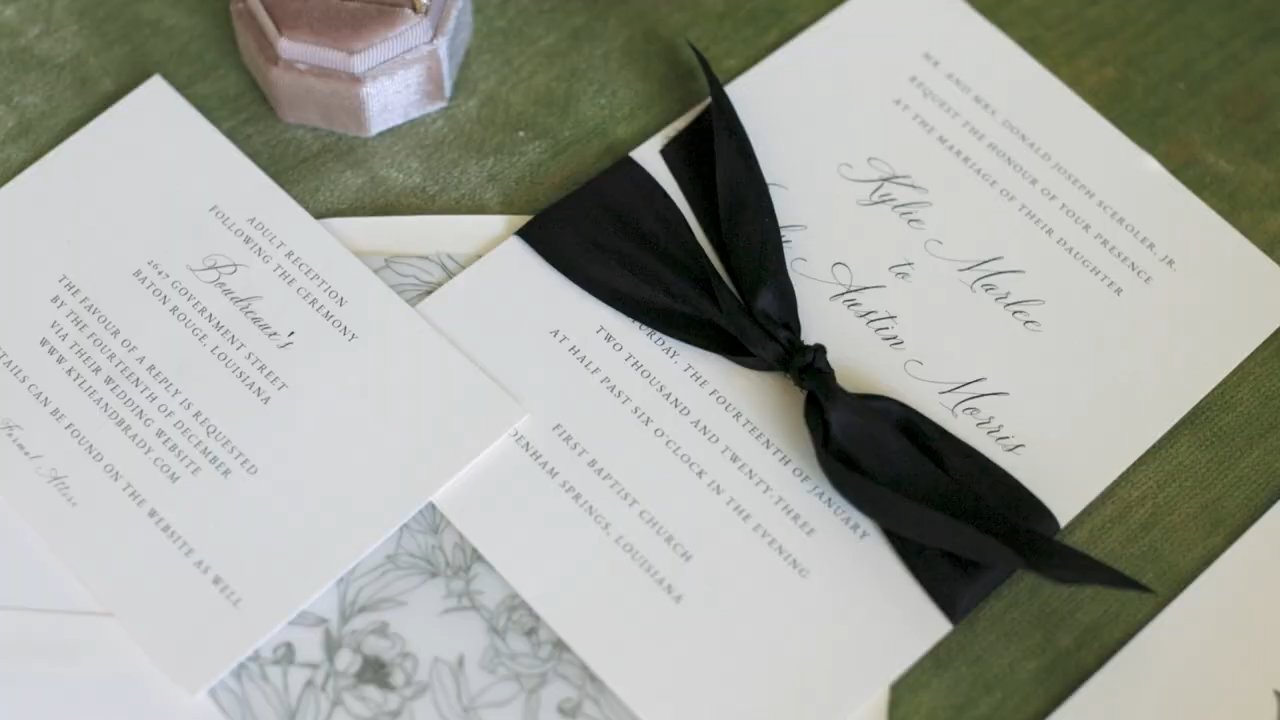 ADULT RECEPTION
FOLLOWING THE CEREMONY
Boudreaux's
2647 GOVERNMENT STREET
BATON ROUGE, LOUISIANA
THE FAVOUR OF A REPLY IS REQUESTED
BY THE FOURTEENTH OF DECEMBER
VIA THEIR WEDDING WEBSITE
WWW.KYLIEANDBRADY.COM
CAN BE FOUND ON THE WEBSITE AS WELL
Formal Attire
MR. AND MRS. DONALD JOSEPH SCEROLER, JR.
REQUEST THE HONOUR OF YOUR PRESENCE
AT THE MARRIAGE OF THEIR DAUGHTER
Kylie Marlee
to
Austin Morris
THE FOURTEENTH OF JANUARY
TWO THOUSAND AND TWENTY-THREE
AT HALF PAST SIX O'CLOCK IN THE EVENING
FIRST BAPTIST CHURCH
SPRINGS, LOUISIANA